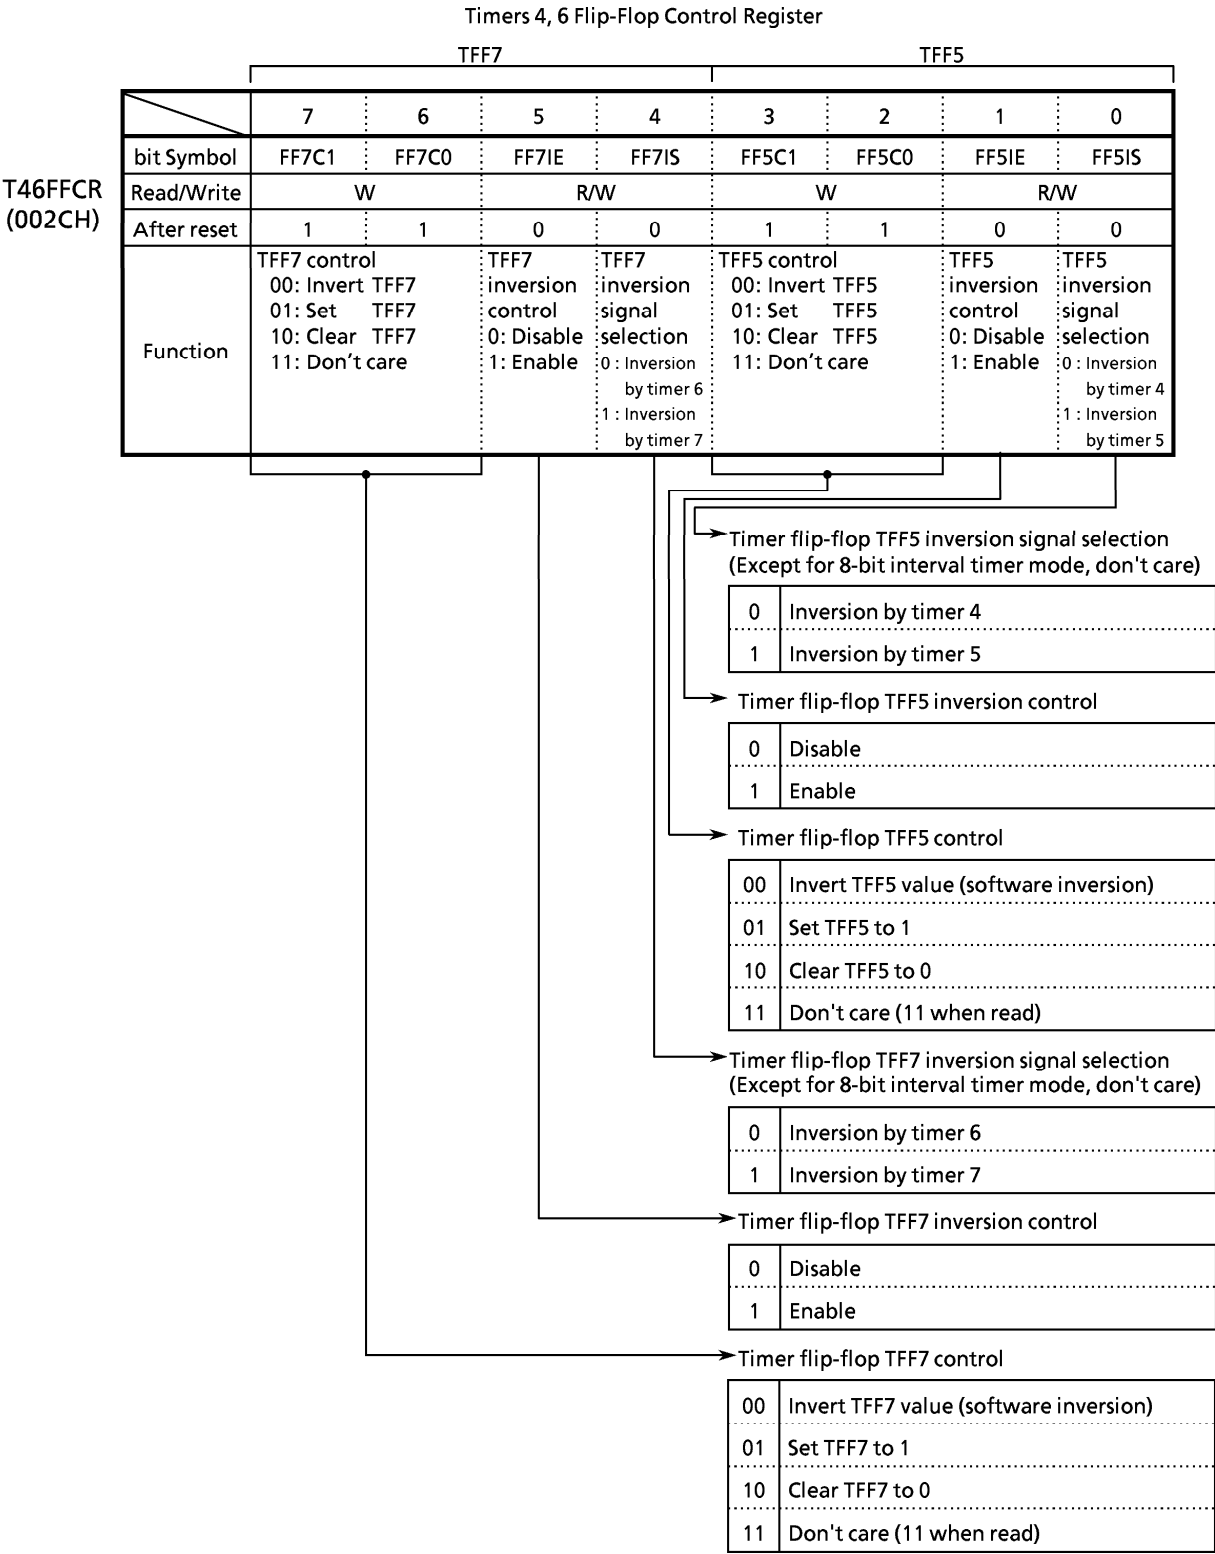 Timers 4, 6 Flip-Flop Control Register
TFF7 TFF5
7 6 5 4 3 2 1 0
bit Symbol FF7C1 FF7C0 FF7IE FF7IS FF5C1 FF5C0 FF5IE FF5IS
T46FFCR
(002CH)
Read/Write W R/W W R/W
After reset 1 1 0 0 1 1 0 0
Function
TFF7 control
00: Invert TFF7
01: Set TFF7
10: Clear TFF7
11: Don't care
TFF7
inversion
control
0: Disable
1: Enable
TFF7
inversion
signal
selection
0 : Inversion
by timer 6
1 : Inversion
by timer 7
TFF5 control
00: Invert TFF5
01: Set TFF5
10: Clear TFF5
11: Don't care
TFF5
inversion
control
0: Disable
1: Enable
TFF5
inversion
signal
selection
0 : Inversion
by timer 4
1 : Inversion
by timer 5
Timer flip-flop TFF5 inversion signal selection
(Except for 8-bit interval timer mode, don't care)
0 Inversion by timer 4
1 Inversion by timer 5
Timer flip-flop TFF5 inversion control
0 Disable
1 Enable
Timer flip-flop TFF5 control
00 Invert TFF5 value (software inversion)
01 Set TFF5 to 1
10 Clear TFF5 to 0
11 Don't care (11 when read)
Timer flip-flop TFF7 inversion signal selection
(Except for 8-bit interval timer mode, don't care)
0 Inversion by timer 6
1 Inversion by timer 7
Timer flip-flop TFF7 inversion control
0 Disable
1 Enable
Timer flip-flop TFF7 control
00 Invert TFF7 value (software inversion)
01 Set TFF7 to 1
10 Clear TFF7 to 0
11 Don't care (11 when read)